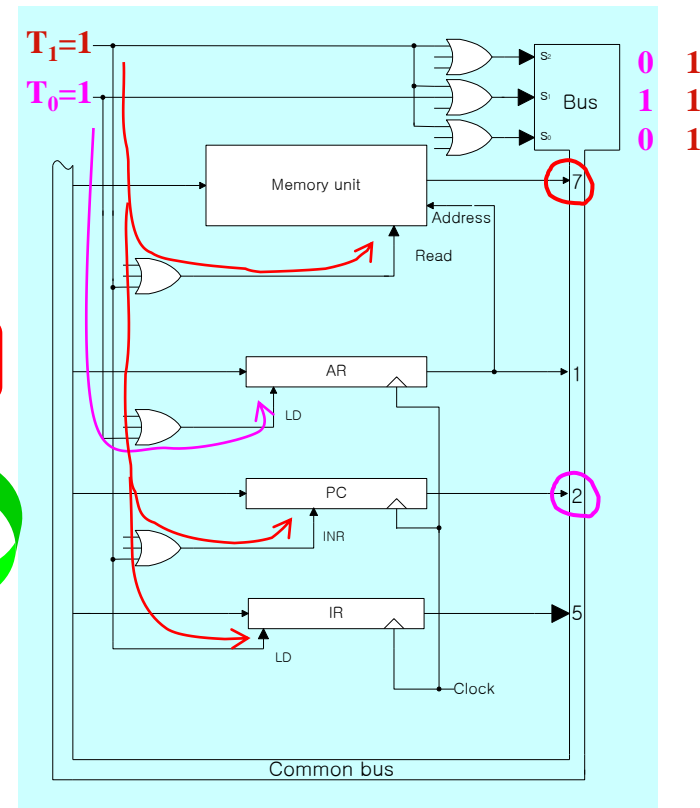 T₁=1
S₂ 0 1
T₀=1
S₁ Bus 1 1
S₀ 0 1
Memory unit 7
Address
Read
AR 1
LD
PC 2
INR
IR 5
LD
Clock
Common bus